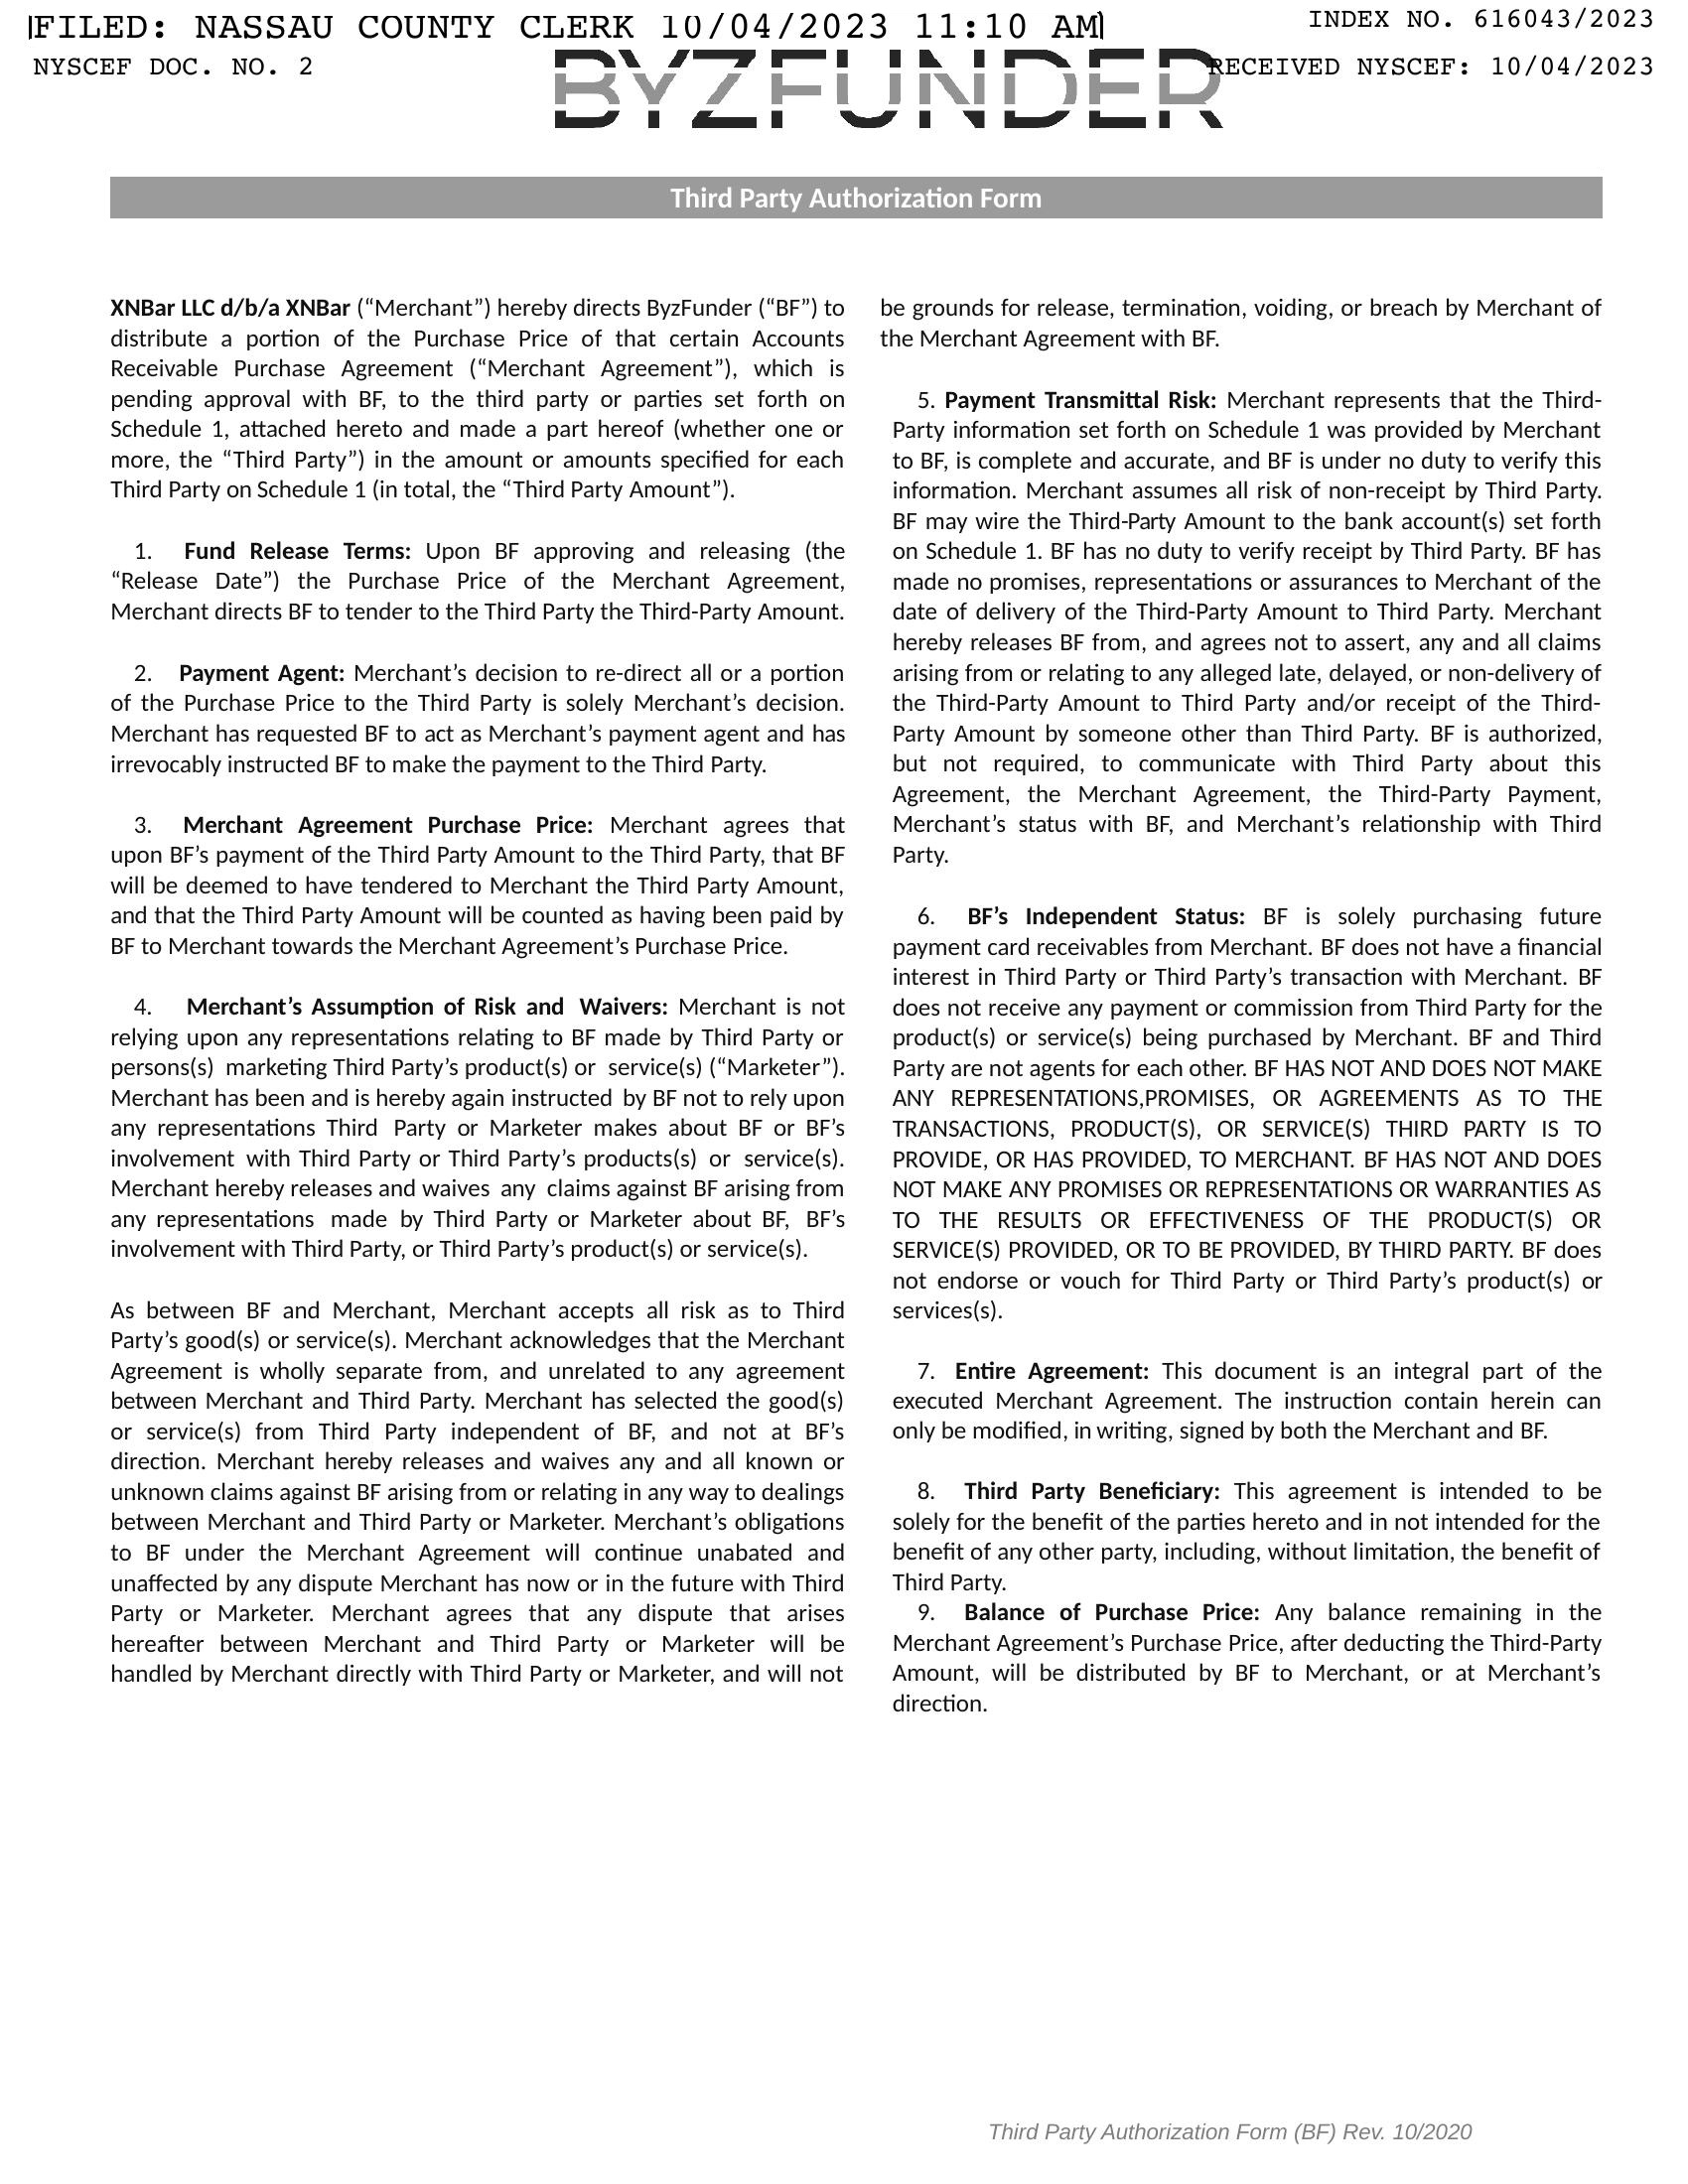 FILED: NASSAU COUNTY CLERK 10/04/2023 11:10 AM
INDEX NO. 616043/2023
NYSCEF DOC. NO. 2
RECEIVED NYSCEF: 10/04/2023
BYZFUNDER
Third Party Authorization Form
XNBar LLC d/b/a XNBar (“Merchant”) hereby directs ByzFunder (“BF”) to
distribute a portion of the Purchase Price of that certain Accounts
Receivable Purchase Agreement (“Merchant Agreement”), which is
pending approval with BF, to the third party or parties set forth on
Schedule 1, attached hereto and made a part hereof (whether one or
more, the “Third Party”) in the amount or amounts specified for each
Third Party on Schedule 1 (in total, the “Third Party Amount”).
1. Fund Release Terms: Upon BF approving and releasing (the
“Release Date”) the Purchase Price of the Merchant Agreement,
Merchant directs BF to tender to the Third Party the Third-Party Amount.
2. Payment Agent: Merchant’s decision to re-direct all or a portion
of the Purchase Price to the Third Party is solely Merchant’s decision.
Merchant has requested BF to act as Merchant’s payment agent and has
irrevocably instructed BF to make the payment to the Third Party.
3. Merchant Agreement Purchase Price: Merchant agrees that
upon BF’s payment of the Third Party Amount to the Third Party, that BF
will be deemed to have tendered to Merchant the Third Party Amount,
and that the Third Party Amount will be counted as having been paid by
BF to Merchant towards the Merchant Agreement’s Purchase Price.
4. Merchant’s Assumption of Risk and Waivers: Merchant is not
relying upon any representations relating to BF made by Third Party or
persons(s) marketing Third Party’s product(s) or service(s) (“Marketer”).
Merchant has been and is hereby again instructed by BF not to rely upon
any representations Third Party or Marketer makes about BF or BF’s
involvement with Third Party or Third Party’s products(s) or service(s).
Merchant hereby releases and waives any claims against BF arising from
any representations made by Third Party or Marketer about BF, BF’s
involvement with Third Party, or Third Party’s product(s) or service(s).
As between BF and Merchant, Merchant accepts all risk as to Third
Party’s good(s) or service(s). Merchant acknowledges that the Merchant
Agreement is wholly separate from, and unrelated to any agreement
between Merchant and Third Party. Merchant has selected the good(s)
or service(s) from Third Party independent of BF, and not at BF’s
direction. Merchant hereby releases and waives any and all known or
unknown claims against BF arising from or relating in any way to dealings
between Merchant and Third Party or Marketer. Merchant’s obligations
to BF under the Merchant Agreement will continue unabated and
unaffected by any dispute Merchant has now or in the future with Third
Party or Marketer. Merchant agrees that any dispute that arises
hereafter between Merchant and Third Party or Marketer will be
handled by Merchant directly with Third Party or Marketer, and will not
be grounds for release, termination, voiding, or breach by Merchant of
the Merchant Agreement with BF.
5. Payment Transmittal Risk: Merchant represents that the Third-
Party information set forth on Schedule 1 was provided by Merchant
to BF, is complete and accurate, and BF is under no duty to verify this
information. Merchant assumes all risk of non-receipt by Third Party.
BF may wire the Third-Party Amount to the bank account(s) set forth
on Schedule 1. BF has no duty to verify receipt by Third Party. BF has
made no promises, representations or assurances to Merchant of the
date of delivery of the Third-Party Amount to Third Party. Merchant
hereby releases BF from, and agrees not to assert, any and all claims
arising from or relating to any alleged late, delayed, or non-delivery of
the Third-Party Amount to Third Party and/or receipt of the Third-
Party Amount by someone other than Third Party. BF is authorized,
but not required, to communicate with Third Party about this
Agreement, the Merchant Agreement, the Third-Party Payment,
Merchant’s status with BF, and Merchant’s relationship with Third
Party.
6. BF’s Independent Status: BF is solely purchasing future
payment card receivables from Merchant. BF does not have a financial
interest in Third Party or Third Party’s transaction with Merchant. BF
does not receive any payment or commission from Third Party for the
product(s) or service(s) being purchased by Merchant. BF and Third
Party are not agents for each other. BF HAS NOT AND DOES NOT MAKE
ANY REPRESENTATIONS,PROMISES, OR AGREEMENTS AS TO THE
TRANSACTIONS, PRODUCT(S), OR SERVICE(S) THIRD PARTY IS TO
PROVIDE, OR HAS PROVIDED, TO MERCHANT. BF HAS NOT AND DOES
NOT MAKE ANY PROMISES OR REPRESENTATIONS OR WARRANTIES AS
TO THE RESULTS OR EFFECTIVENESS OF THE PRODUCT(S) OR
SERVICE(S) PROVIDED, OR TO BE PROVIDED, BY THIRD PARTY. BF does
not endorse or vouch for Third Party or Third Party’s product(s) or
services(s).
7. Entire Agreement: This document is an integral part of the
executed Merchant Agreement. The instruction contain herein can
only be modified, in writing, signed by both the Merchant and BF.
8. Third Party Beneficiary: This agreement is intended to be
solely for the benefit of the parties hereto and in not intended for the
benefit of any other party, including, without limitation, the benefit of
Third Party.
9. Balance of Purchase Price: Any balance remaining in the
Merchant Agreement’s Purchase Price, after deducting the Third-Party
Amount, will be distributed by BF to Merchant, or at Merchant’s
direction.
Third Party Authorization Form (BF) Rev. 10/2020